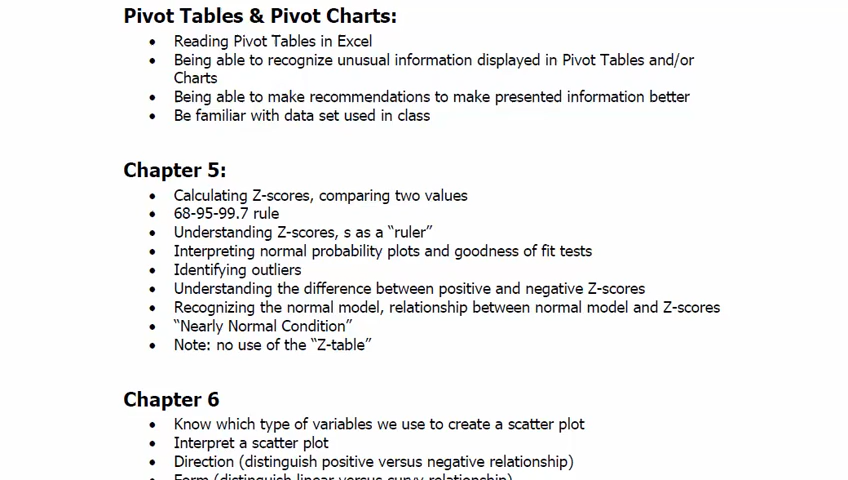 Pivot Tables & Pivot Charts:
• Reading Pivot Tables in Excel
• Being able to recognize unusual information displayed in Pivot Tables and/or
Charts
• Being able to make recommendations to make presented information better
• Be familiar with data set used in class
Chapter 5:
• Calculating Z-scores, comparing two values
• 68-95-99.7 rule
• Understanding Z-scores, s as a “ruler”
• Interpreting normal probability plots and goodness of fit tests
• Identifying outliers
• Understanding the difference between positive and negative Z-scores
• Recognizing the normal model, relationship between normal model and Z-scores
• “Nearly Normal Condition”
• Note: no use of the “Z-table”
Chapter 6
• Know which type of variables we use to create a scatter plot
• Interpret a scatter plot
• Direction (distinguish positive versus negative relationship)
• Form (distinguish linear versus curvy relationship)